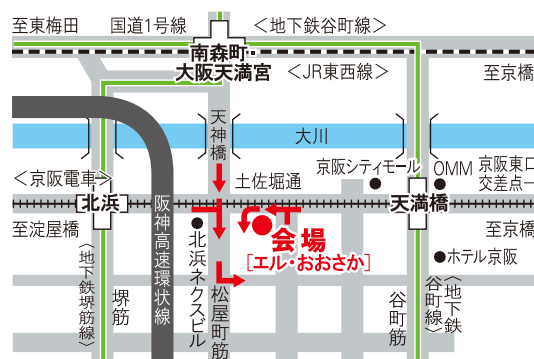 至東梅田
国道1号線
＜地下鉄谷町線＞
南森町・
大阪天満宮
＜JR東西線＞
至京橋
天神橋
大川
京阪シティモール
OMM
京阪東口
交差点
＜京阪電車＞
土佐堀通
北浜
天満橋
至淀屋橋
阪神高速環状線
会場
[エル・おおさか]
至京橋
北浜ネクスビル
ホテル京阪
＜地下鉄堺筋線＞
堺筋
松屋町筋
谷町筋
＜地下鉄
谷町線＞